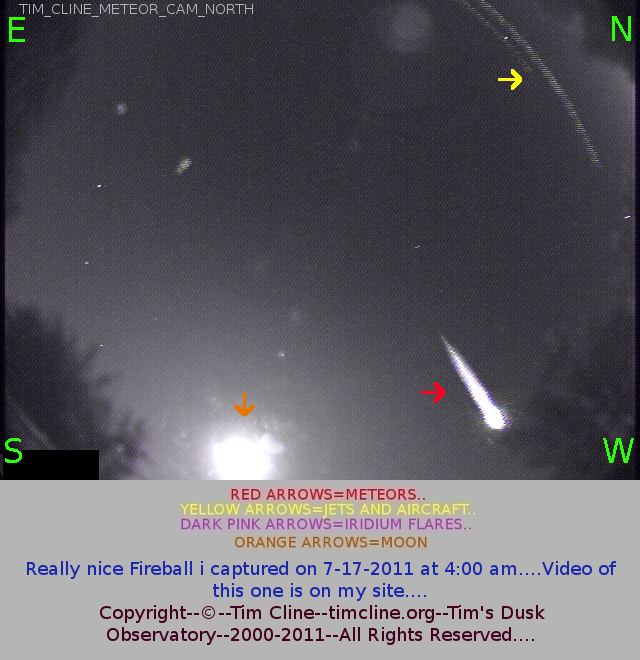 TIM_CLINE_METEOR_CAM_NORTH
E
N
S
W
RED ARROWS=METEORS..
YELLOW ARROWS=JETS AND AIRCRAFT..
DARK PINK ARROWS=IRIDIUM FLARES..
ORANGE ARROWS=MOON
Really nice Fireball i captured on 7-17-2011 at 4:00 am....Video of
this one is on my site....
Copyright--©--Tim Cline--timcline.org--Tim's Dusk
Observatory--2000-2011--All Rights Reserved....